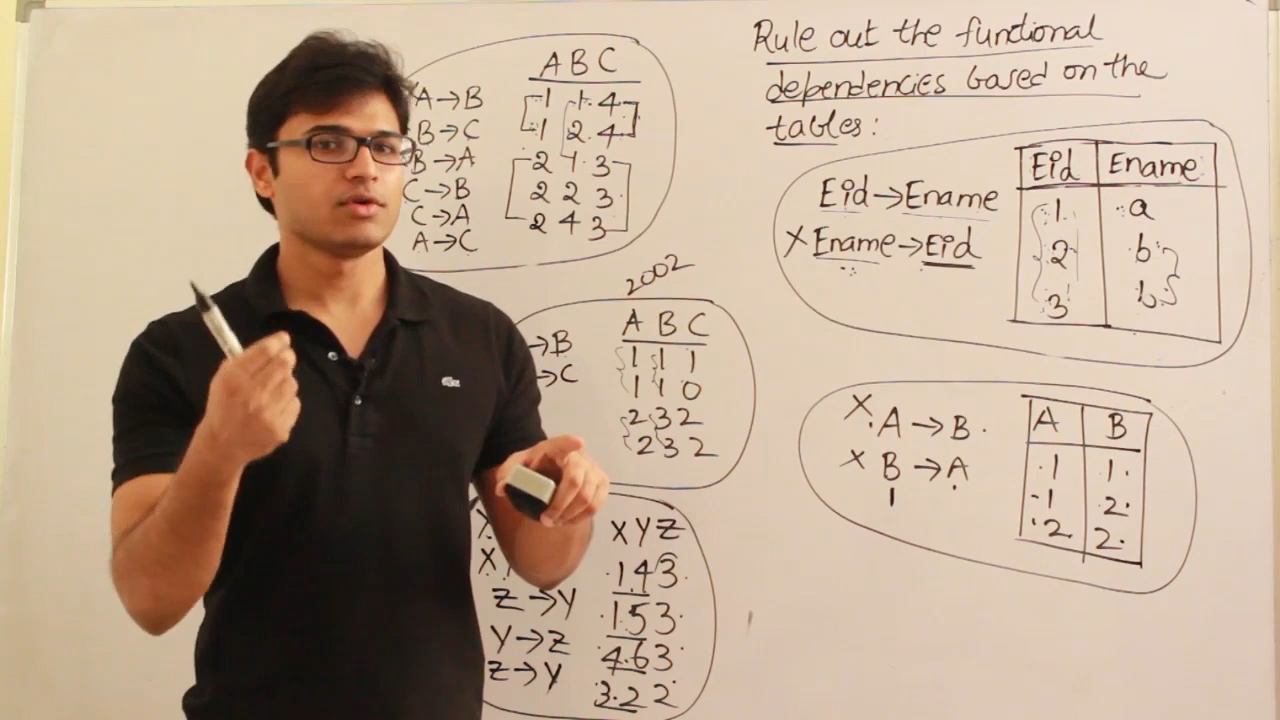 Rule out the functional
dependencies based on the
tables:
A→B
B→C
B→A
C→B
C→A
A→C
A B C
1 1 4
1 2 4
2 4 3
2 2 3
2 4 3
Eid→Ename
X Ename→Eid
Eid Ename
1 a
2 b
3 b
2002
→B
→C
A B C
1 1 1
1 1 0
2 3 2
2 3 2
X A→B
X B→A
1
A B
1 1
1 2
2 2
X
XY
Z→Y
Y→Z
Z→Y
X Y Z
1 4 3
1 5 3
4 6 3
3 2 2